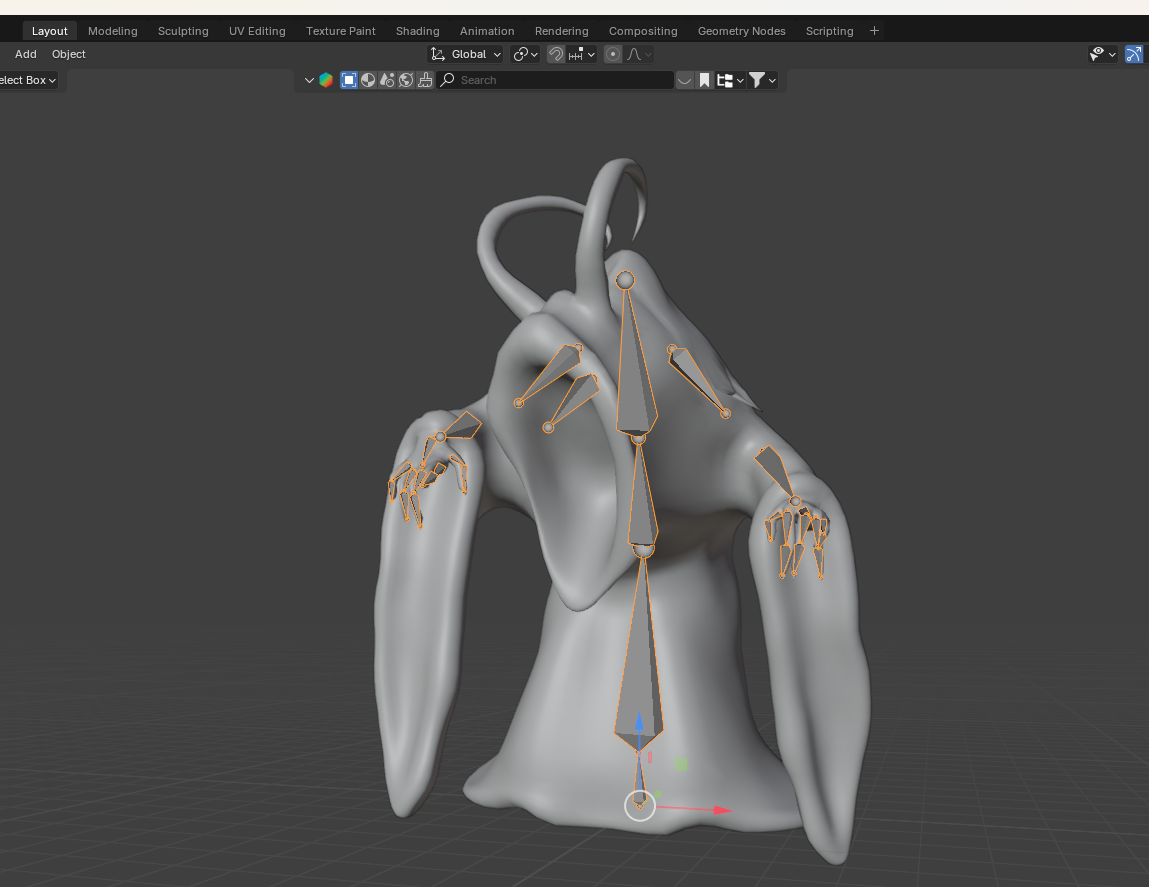 Layout Modeling Sculpting UV Editing Texture Paint Shading Animation Rendering Compositing Geometry Nodes Scripting +
Add Object Global
elect Box Search